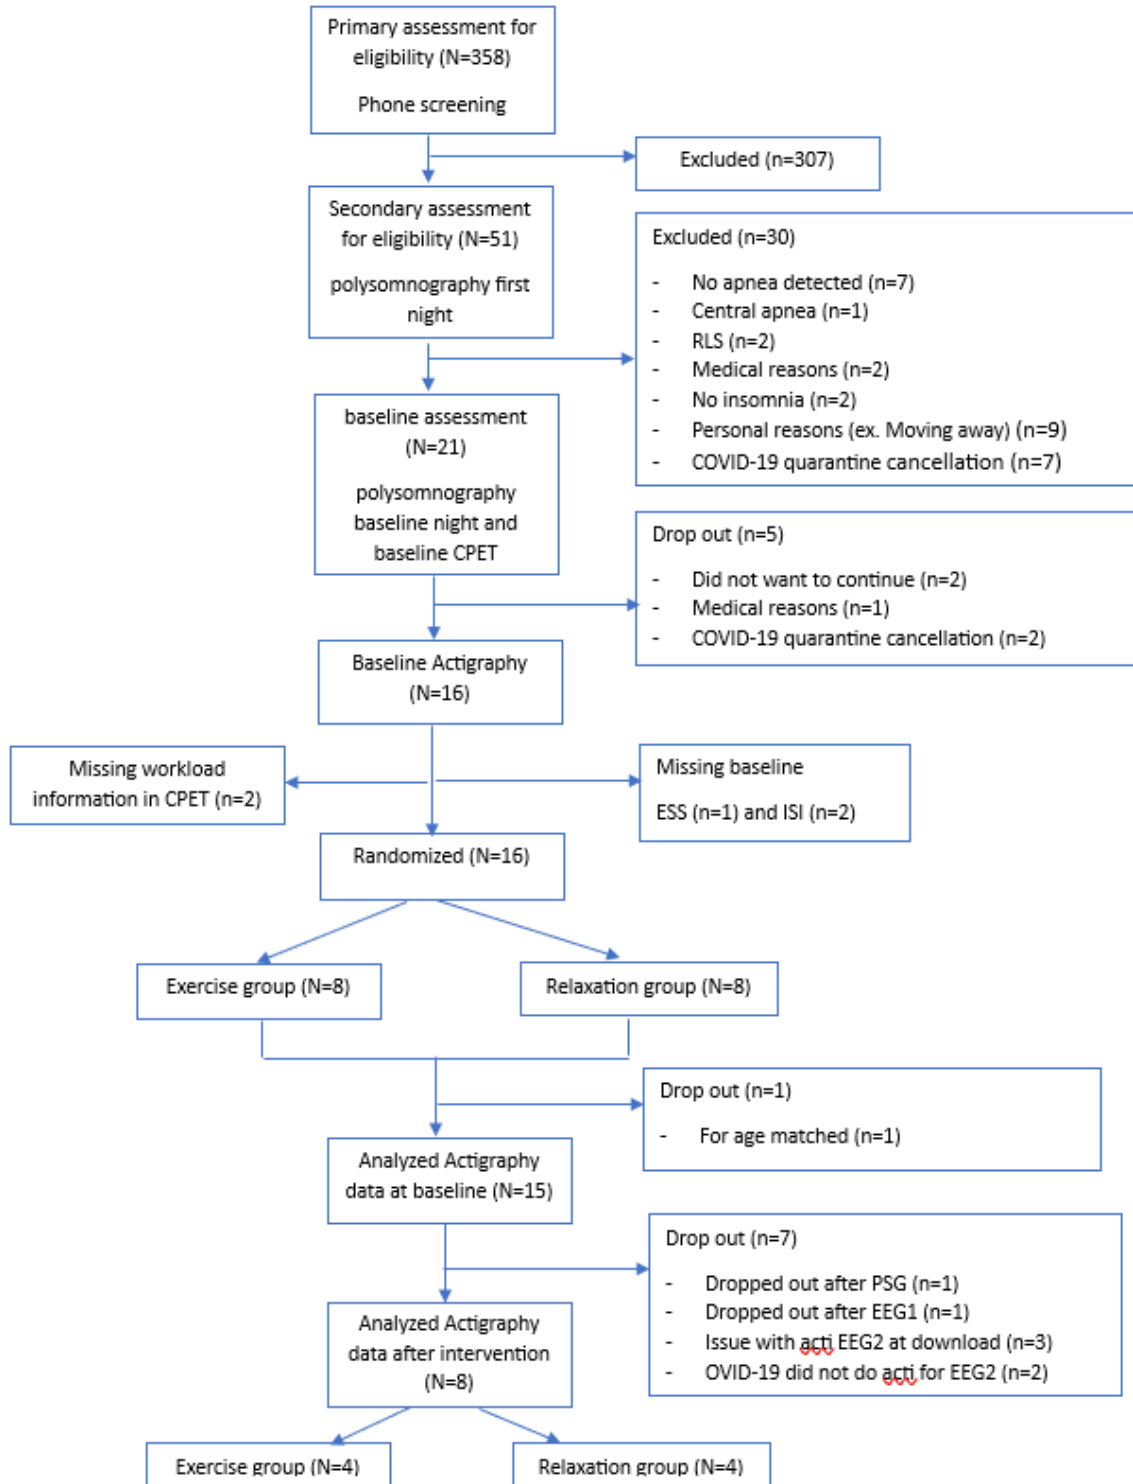 Primary assessment for
eligibility (N=358)
Phone screening
Excluded (n=307)
Secondary assessment
for eligibility (N=51)
polysomnography first
night
Excluded (n=30)
- No apnea detected (n=7)
- Central apnea (n=1)
- RLS (n=2)
- Medical reasons (n=2)
- No insomnia (n=2)
- Personal reasons (ex. Moving away) (n=9)
- COVID-19 quarantine cancellation (n=7)
baseline assessment
(N=21)
polysomnography
baseline night and
baseline CPET
Drop out (n=5)
- Did not want to continue (n=2)
- Medical reasons (n=1)
- COVID-19 quarantine cancellation (n=2)
Baseline Actigraphy
(N=16)
Missing workload
information in CPET (n=2)
Missing baseline
ESS (n=1) and ISI (n=2)
Randomized (N=16)
Exercise group (N=8)
Relaxation group (N=8)
Drop out (n=1)
- For age matched (n=1)
Analyzed Actigraphy
data at baseline (N=15)
Drop out (n=7)
- Dropped out after PSG (n=1)
- Dropped out after EEG1 (n=1)
- Issue with acti EEG2 at download (n=3)
- OVID-19 did not do acti for EEG2 (n=2)
Analyzed Actigraphy
data after intervention
(N=8)
Exercise group (N=4)
Relaxation group (N=4)